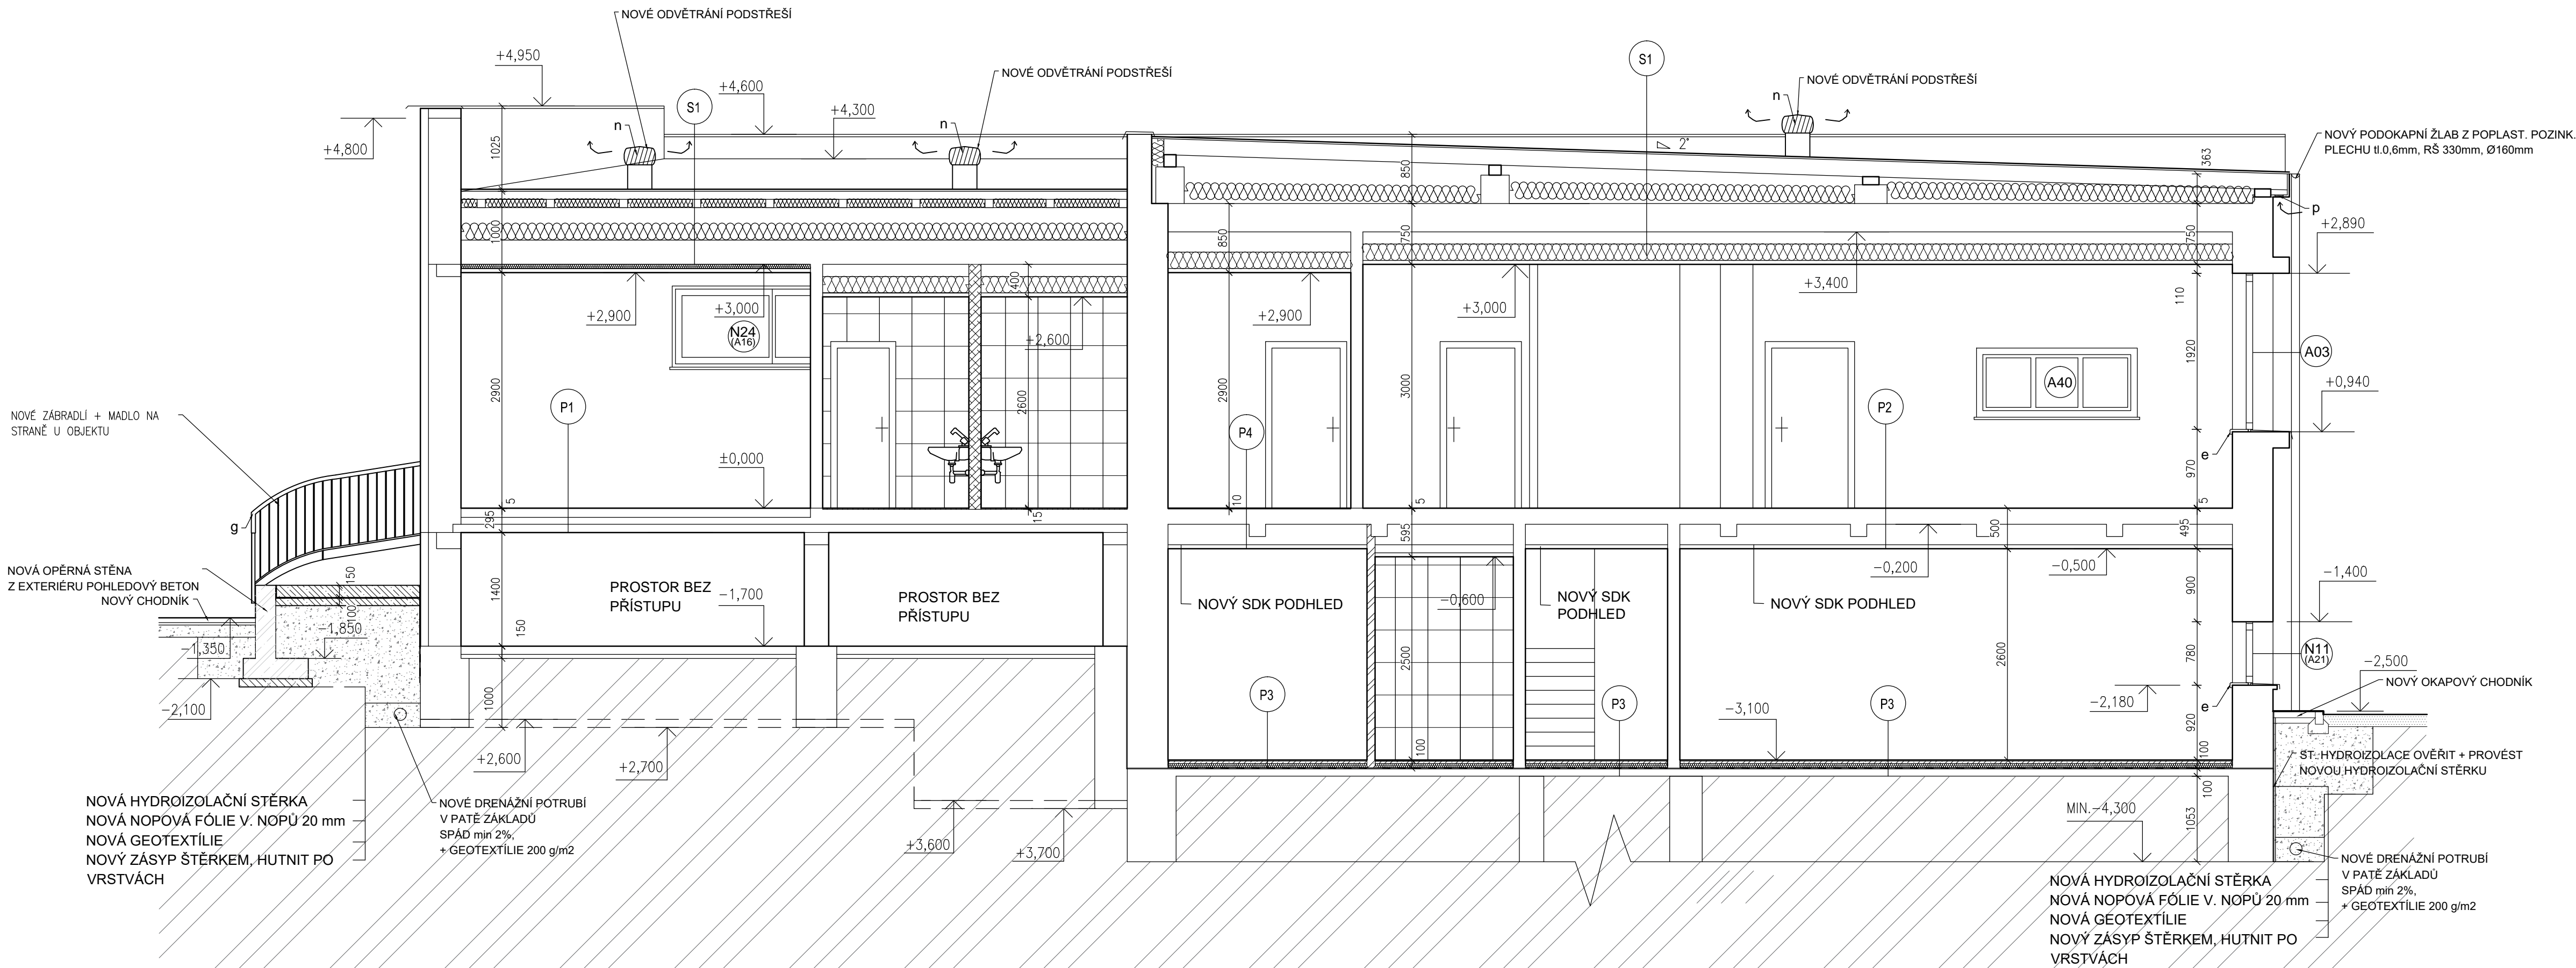 NOVÉ ODVĚTRÁNÍ PODSTŘEŠÍ
+4,950
S1
NOVÉ ODVĚTRÁNÍ PODSTŘEŠÍ
NOVÉ ODVĚTRÁNÍ PODSTŘEŠÍ
+4,600
S1
+4,300
n
n
n
+4,800
1025
850
2°
363
NOVÝ PODOKAPNÍ ŽLAB Z POPLAST. POZINK.
PLECHU tl.0,6mm, RŠ 330mm, Ø160mm
p
+2,890
1000
850
750
750
400
+2,900
+3,000
N24
(A16)
+2,600
+2,900
+3,000
+3,400
110
A03
1920
A40
+0,940
2900
2600
2900
3000
P1
P4
P2
NOVÉ ZÁBRADLÍ + MADLO NA
STRANĚ U OBJEKTU
±0,000
e
970
5
15
10
5
5
g
295
595
500
495
NOVÁ OPĚRNÁ STĚNA
Z EXTERIÉRU POHLEDOVÝ BETON
NOVÝ CHODNÍK
150
100
1400
PROSTOR BEZ
PŘÍSTUPU
-1,700
PROSTOR BEZ
PŘÍSTUPU
NOVÝ SDK PODHLED
-0,600
NOVÝ SDK
PODHLED
NOVÝ SDK PODHLED
-0,200
-0,500
-1,400
900
-1,850
-1,350
150
2500
2600
780
N11
(A21)
-2,500
NOVÝ OKAPOVÝ CHODNÍK
-2,100
1000
P3
P3
P3
-3,100
-2,180
e
920
100
100
+2,600
+2,700
ST. HYDROIZOLACE OVĚŘIT + PROVÉST
NOVOU HYDROIZOLAČNÍ STĚRKU
100
NOVÁ HYDROIZOLAČNÍ STĚRKA
NOVÁ NOPOVÁ FÓLIE V. NOPŮ 20 mm
NOVÁ GEOTEXTÍLIE
NOVÝ ZÁSYP ŠTĚRKEM, HUTNIT PO
VRSTVÁCH
NOVÉ DRENÁŽNÍ POTRUBÍ
V PATĚ ZÁKLADŮ
SPÁD min 2%,
+ GEOTEXTÍLIE 200 g/m2
+3,600
+3,700
MIN.-4,300
1053
NOVÉ DRENÁŽNÍ POTRUBÍ
V PATĚ ZÁKLADŮ
SPÁD min 2%,
+ GEOTEXTÍLIE 200 g/m2
NOVÁ HYDROIZOLAČNÍ STĚRKA
NOVÁ NOPOVÁ FÓLIE V. NOPŮ 20 mm
NOVÁ GEOTEXTÍLIE
NOVÝ ZÁSYP ŠTĚRKEM, HUTNIT PO
VRSTVÁCH